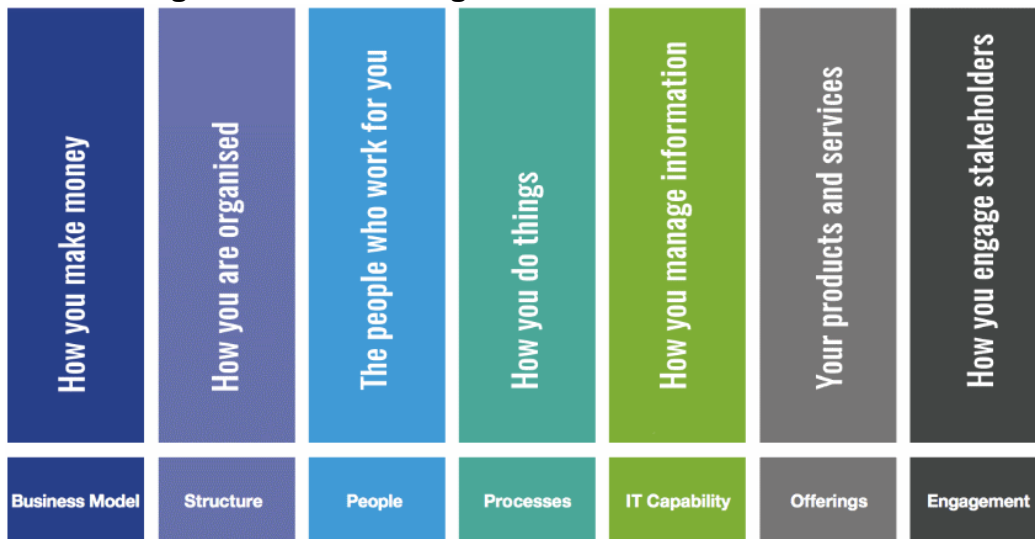 How you make money
How you are organised
The people who work for you
How you do things
How you manage information
Your products and services
How you engage stakeholders
Business Model
Structure
People
Processes
IT Capability
Offerings
Engagement